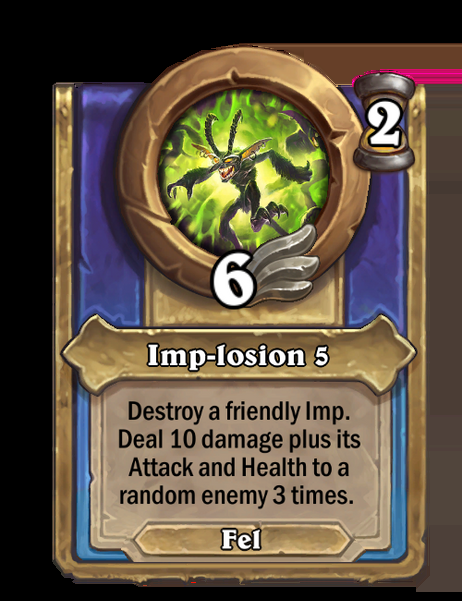 2
6
Imp-losion 5
Destroy a friendly Imp.
Deal 10 damage plus its
Attack and Health to a
random enemy 3 times.
Fel